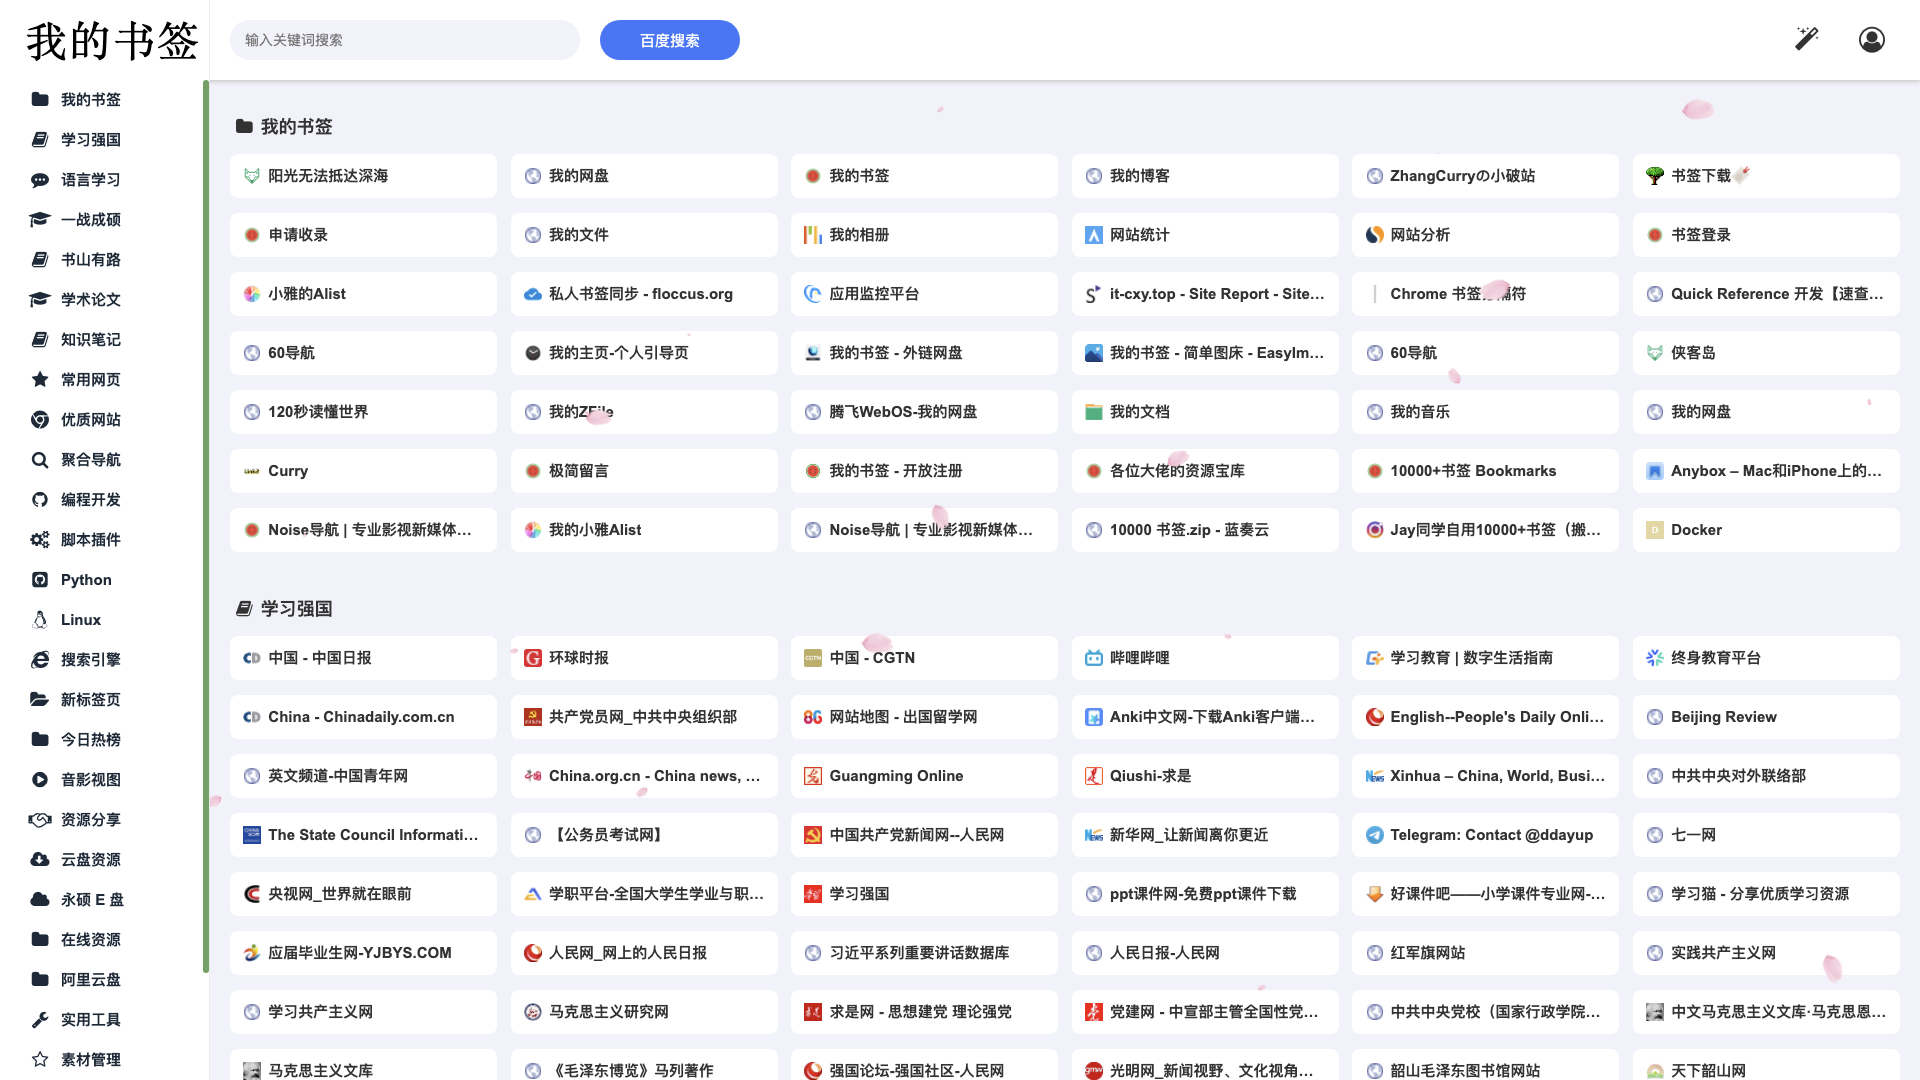 我的书签
输入关键词搜索
百度搜索
我的书签
学习强国
语言学习
一战成硕
书山有路
学术论文
知识笔记
常用网页
优质网站
聚合导航
编程开发
脚本插件
Python
Linux
搜索引擎
新标签页
今日热榜
音影视图
资源分享
云盘资源
永硕 E 盘
在线资源
阿里云盘
实用工具
素材管理
我的书签
阳光无法抵达深海
我的网盘
我的书签
我的博客
ZhangCurryの小破站
书签下载🚀
申请收录
我的文件
我的相册
网站统计
网站分析
书签登录
小雅的Alist
私人书签同步 - floccus.org
应用监控平台
it-cxy.top - Site Report - Site...
Chrome 书签分隔符
Quick Reference 开发【速查...
60导航
我的主页-个人引导页
我的书签 - 外链网盘
我的书签 - 简单图床 - EasyIm...
60导航
侠客岛
120秒读懂世界
我的ZFile
腾飞WebOS-我的网盘
我的文档
我的音乐
我的网盘
Curry
极简留言
我的书签 - 开放注册
各位大佬的资源宝库
10000+书签 Bookmarks
Anybox – Mac和iPhone上的...
Noise导航 | 专业影视新媒体...
我的小雅Alist
Noise导航 | 专业影视新媒体...
10000 书签.zip - 蓝奏云
Jay同学自用10000+书签（搬...
Docker
学习强国
中国 - 中国日报
环球时报
中国 - CGTN
哔哩哔哩
学习教育 | 数字生活指南
终身教育平台
China - Chinadaily.com.cn
共产党员网_中共中央组织部
网站地图 - 出国留学网
Anki中文网-下载Anki客户端...
English--People's Daily Onli...
Beijing Review
英文频道-中国青年网
China.org.cn - China news, ...
Guangming Online
Qiushi-求是
Xinhua – China, World, Busi...
中共中央对外联络部
The State Council Informati...
【公务员考试网】
中国共产党新闻网--人民网
新华网_让新闻离你更近
Telegram: Contact @ddayup
七一网
央视网_世界就在眼前
学职平台-全国大学生学业与职...
学习强国
ppt课件网-免费ppt课件下载
好课件吧——小学课件专业网-...
学习猫 - 分享优质学习资源
应届毕业生网-YJBYS.COM
人民网_网上的人民日报
习近平系列重要讲话数据库
人民日报-人民网
红军旗网站
实践共产主义网
学习共产主义网
马克思主义研究网
求是网 - 思想建党 理论强党
党建网 - 中宣部主管全国性党...
中共中央党校（国家行政学院...
中文马克思主义文库·马克思恩...
马克思主义文库
《毛泽东博览》马列著作
强国论坛-强国社区-人民网
光明网_新闻视野、文化视角...
韶山毛泽东图书馆网站
天下韶山网